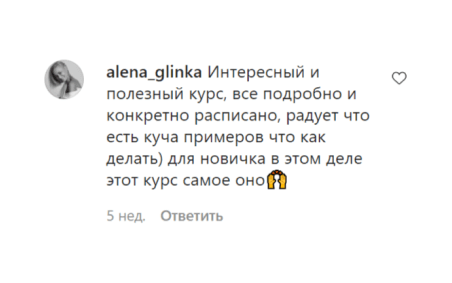 alena_glinka Интересный и
полезный курс, все подробно и
конкретно расписано, радует что
есть куча примеров что как
делать) для новичка в этом деле
этот курс самое оно🙌
5 нед. Ответить